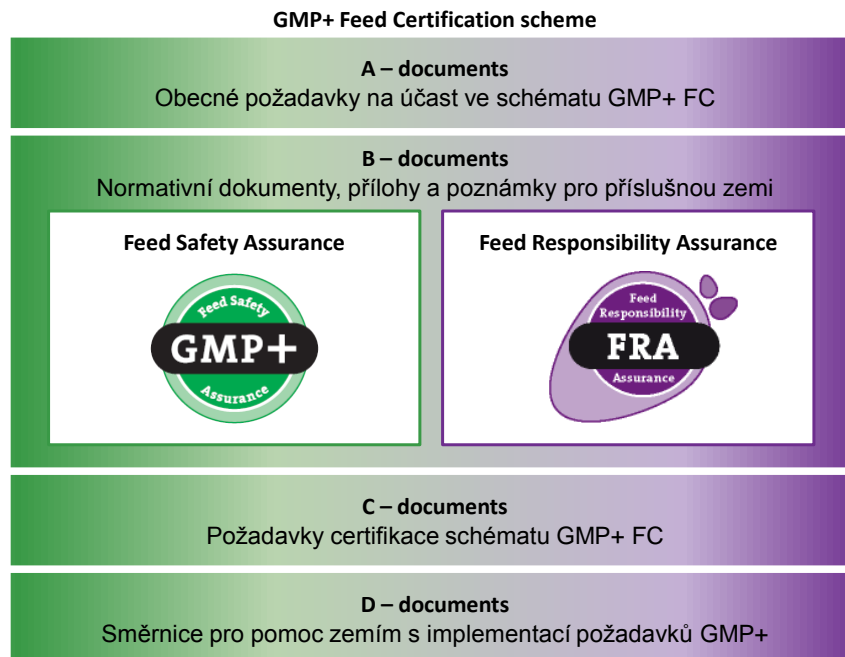 GMP+ Feed Certification scheme
A – documents
Obecné požadavky na účast ve schématu GMP+ FC
B – documents
Normativní dokumenty, přílohy a poznámky pro příslušnou zemi
Feed Safety Assurance
Feed Safety
GMP+
Assurance
Feed Responsibility Assurance
Feed
Responsibility
FRA
Assurance
C – documents
Požadavky certifikace schématu GMP+ FC
D – documents
Směrnice pro pomoc zemím s implementací požadavků GMP+